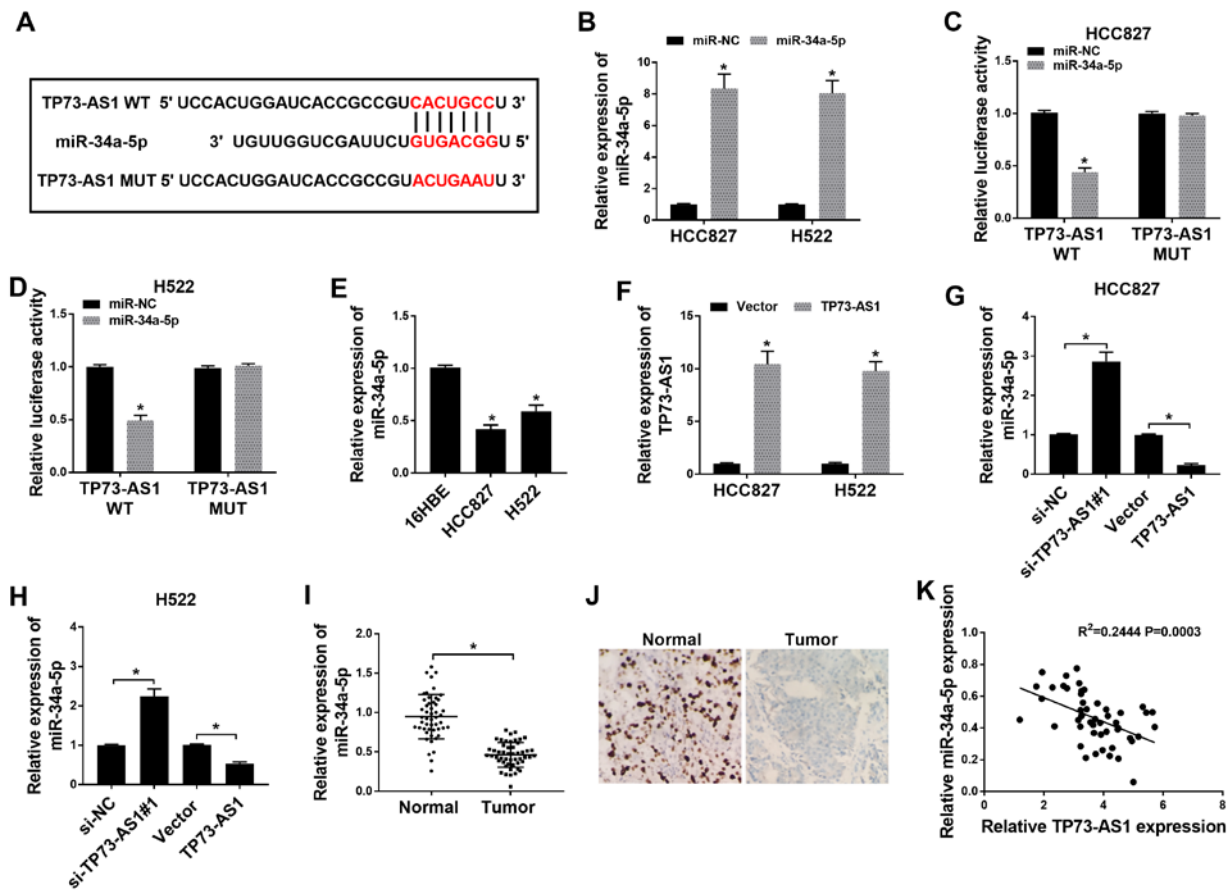 A
TP73-AS1 WT 5' UCCACUGGAUCACCGCCGUCACUGCCU 3'
miR-34a-5p 3' UGUUGGUCGAUUCUGUGACGGU 5'
TP73-AS1 MUT 5' UCCACUGGAUCACCGCCGUACUGAAUU 3'
B
miR-NC miR-34a-5p
Relative expression of
miR-34a-5p
10
8
6
4
2
0
* *
HCC827 H522
C
HCC827
miR-NC
miR-34a-5p
Relative luciferase activity
1.5
1.0
0.5
0.0
*
TP73-AS1 TP73-AS1
WT MUT
D
H522
miR-NC
miR-34a-5p
Relative luciferase activity
1.5
1.0
0.5
0.0
*
TP73-AS1 TP73-AS1
WT MUT
E
Relative expression of
miR-34a-5p
1.5
1.0
0.5
0.0
* *
16HBE HCC827 H522
F
Vector TP73-AS1
Relative expression of
TP73-AS1
15
10
5
0
* *
HCC827 H522
G
HCC827
Relative expression of
miR-34a-5p
4
3
2
1
0
* *
si-NC si-TP73-AS1#1 Vector TP73-AS1
H
H522
Relative expression of
miR-34a-5p
4
3
2
1
0
* *
si-NC si-TP73-AS1#1 Vector TP73-AS1
I
Relative expression of
miR-34a-5p
2.0
1.5
1.0
0.5
0.0
*
Normal Tumor
J
Normal Tumor
K
R²=0.2444 P=0.0003
Relative miR-34a-5p expression
1.0
0.8
0.6
0.4
0.2
0.0
0 2 4 6 8
Relative TP73-AS1 expression